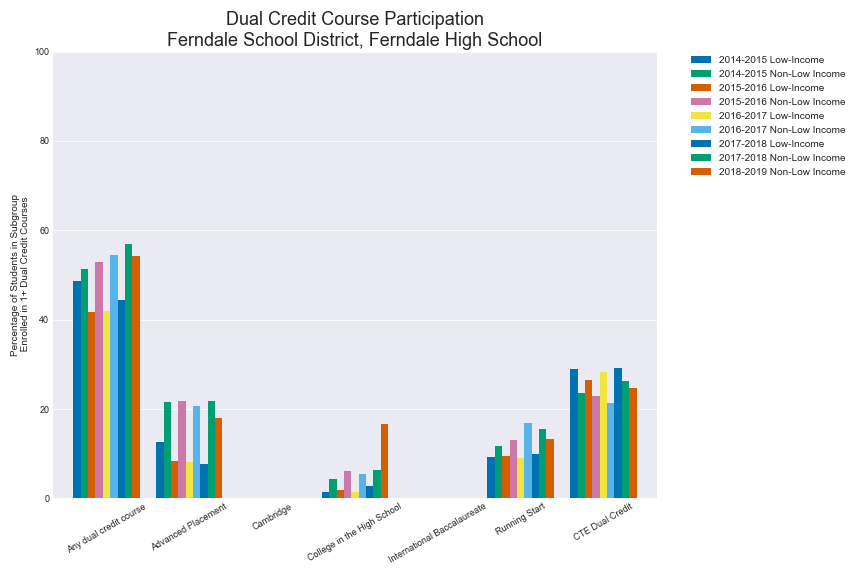 Dual Credit Course Participation
Ferndale School District, Ferndale High School
Percentage of Students in Subgroup
Enrolled in 1+ Dual Credit Courses
100
80
60
40
20
0
Any dual credit course
Advanced Placement
Cambridge
College in the High School
International Baccalaureate
Running Start
CTE Dual Credit
2014-2015 Low-Income
2014-2015 Non-Low Income
2015-2016 Low-Income
2015-2016 Non-Low Income
2016-2017 Low-Income
2016-2017 Non-Low Income
2017-2018 Low-Income
2017-2018 Non-Low Income
2018-2019 Non-Low Income